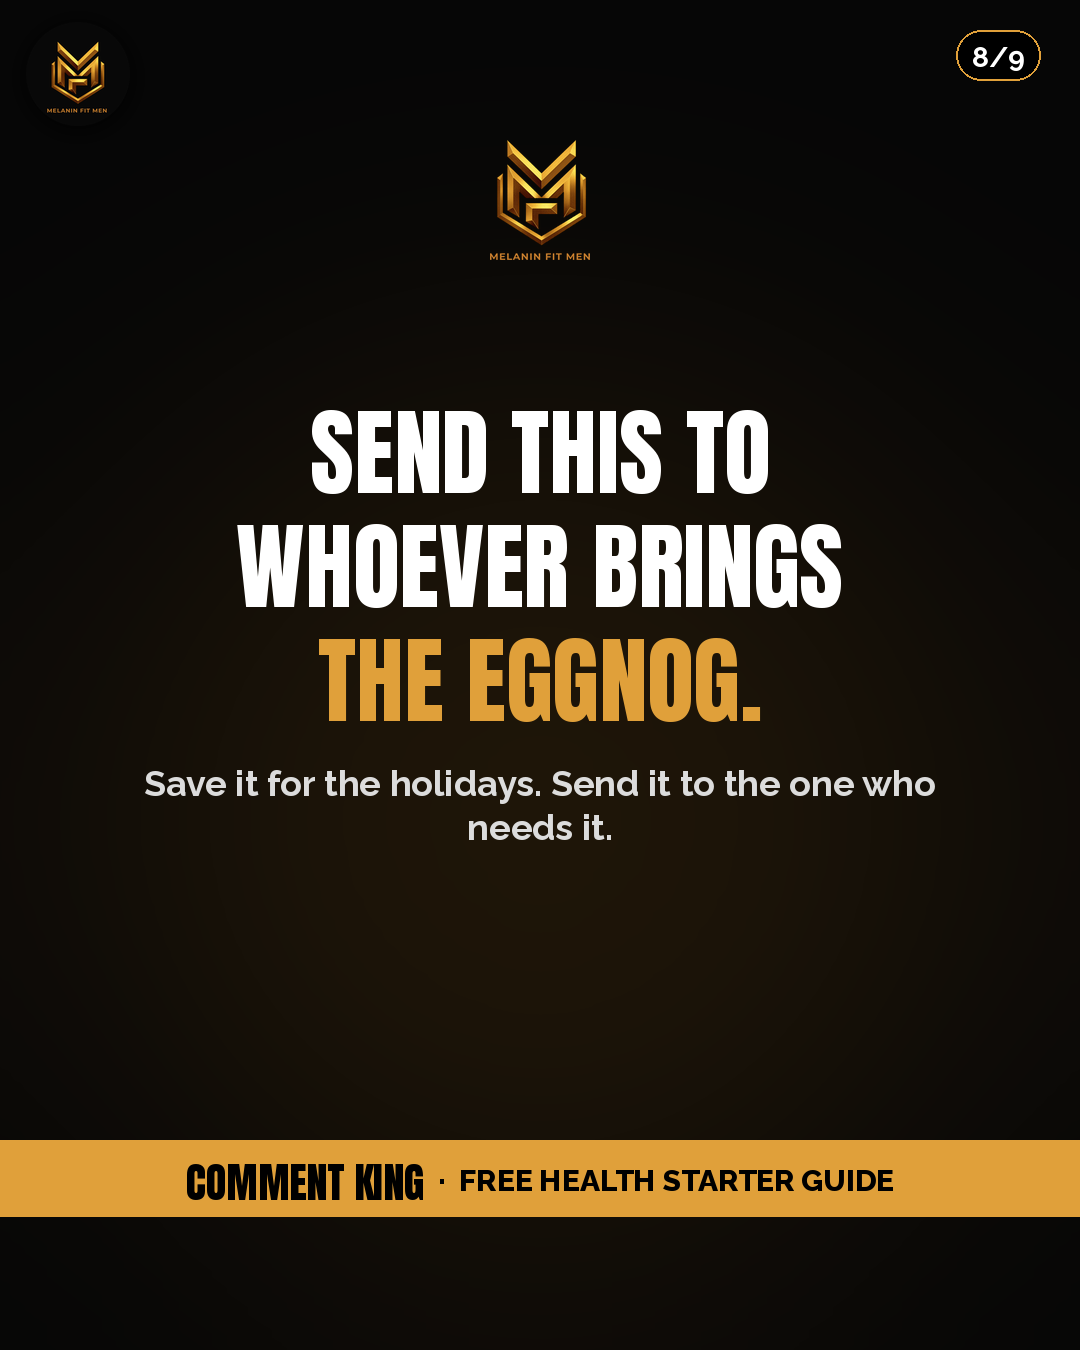 MELANIN FIT MEN
8/9
MELANIN FIT MEN
SEND THIS TO
WHOEVER BRINGS
THE EGGNOG.
Save it for the holidays. Send it to the one who
needs it.
COMMENT KING · FREE HEALTH STARTER GUIDE